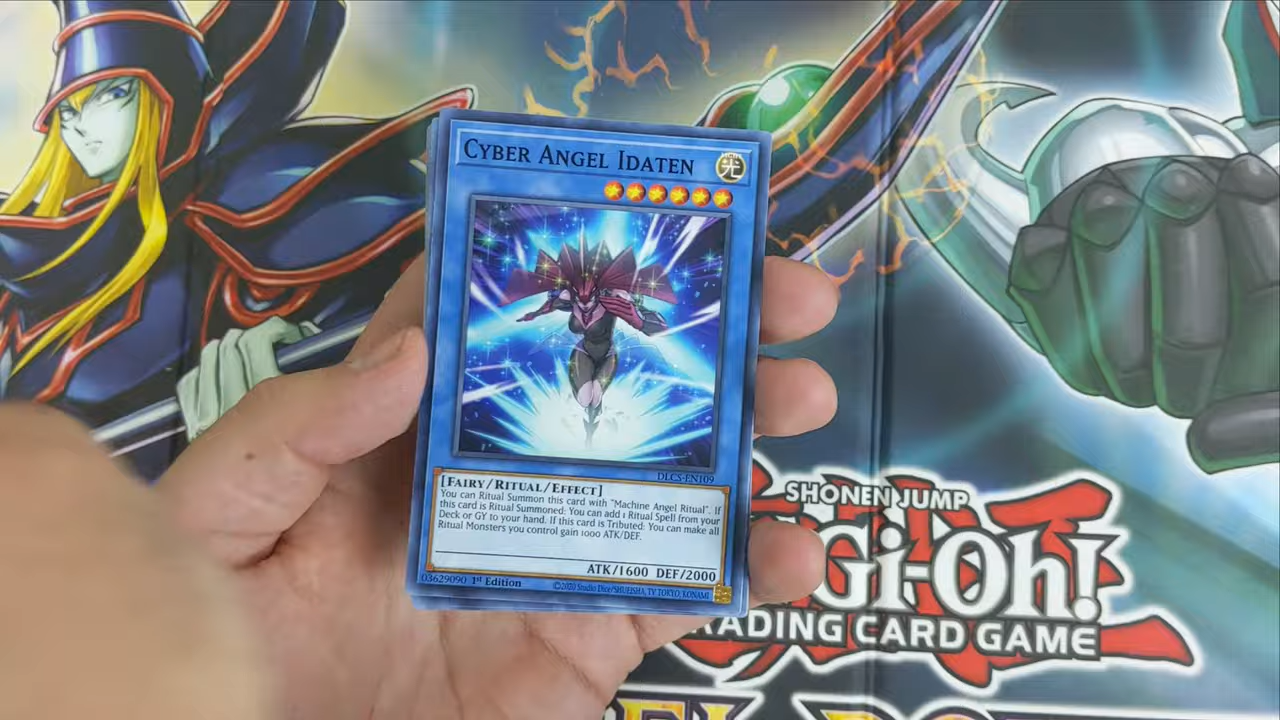 CYBER ANGEL IDATEN
光
DLCS-EN109
[FAIRY/RITUAL/EFFECT]
You can Ritual Summon this card with "Machine Angel Ritual". If
this card is Ritual Summoned: You can add 1 Ritual Spell from your
Deck or GY to your hand. If this card is Tributed: You can make all
Ritual Monsters you control gain 1000 ATK/DEF.
ATK/1600 DEF/2000
03629090 1st Edition ©2020 Studio Dice/SHUEISHA, TV TOKYO, KONAMI
SHONEN JUMP
Gi-Oh!
RADING CARD GAME